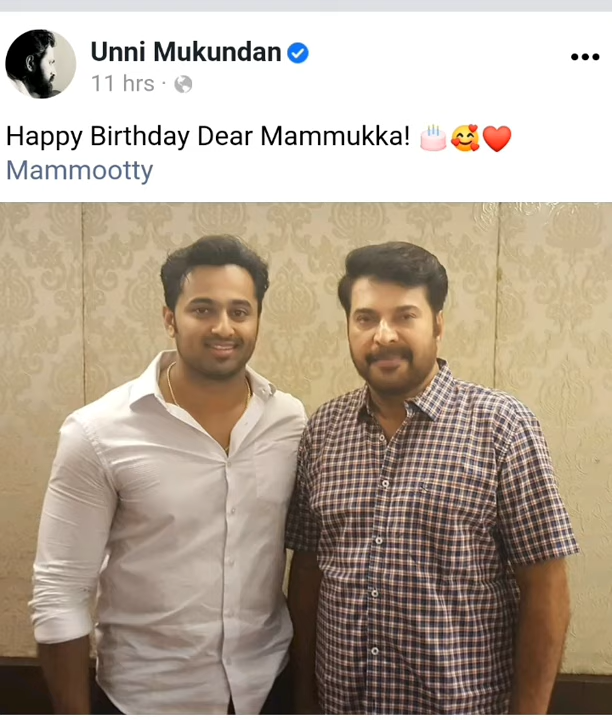 Unni Mukundan
11 hrs ·
Happy Birthday Dear Mammukka! 🎂🥰❤️
Mammootty